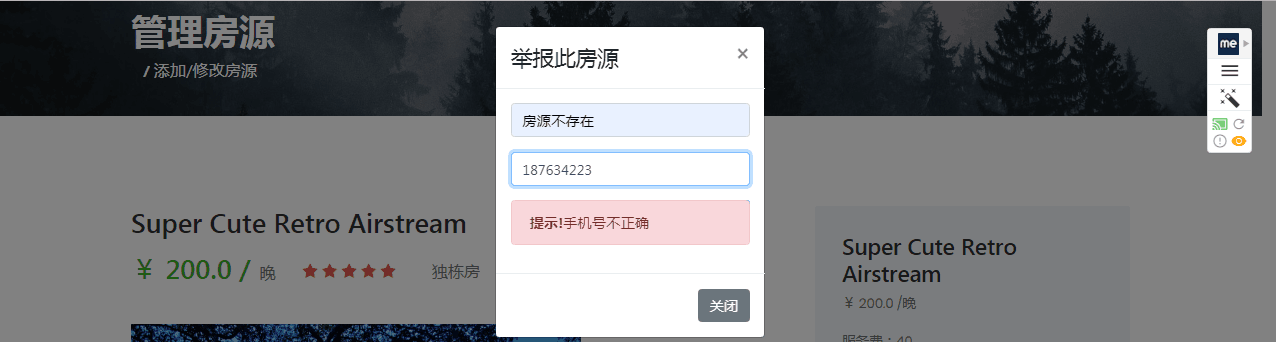 管理房源
/ 添加/修改房源
举报此房源
×
房源不存在
187634223
提示!手机号不正确
关闭
Super Cute Retro Airstream
¥ 200.0 / 晚
独栋房
Super Cute Retro
Airstream
¥ 200.0 /晚
服务费：40
me